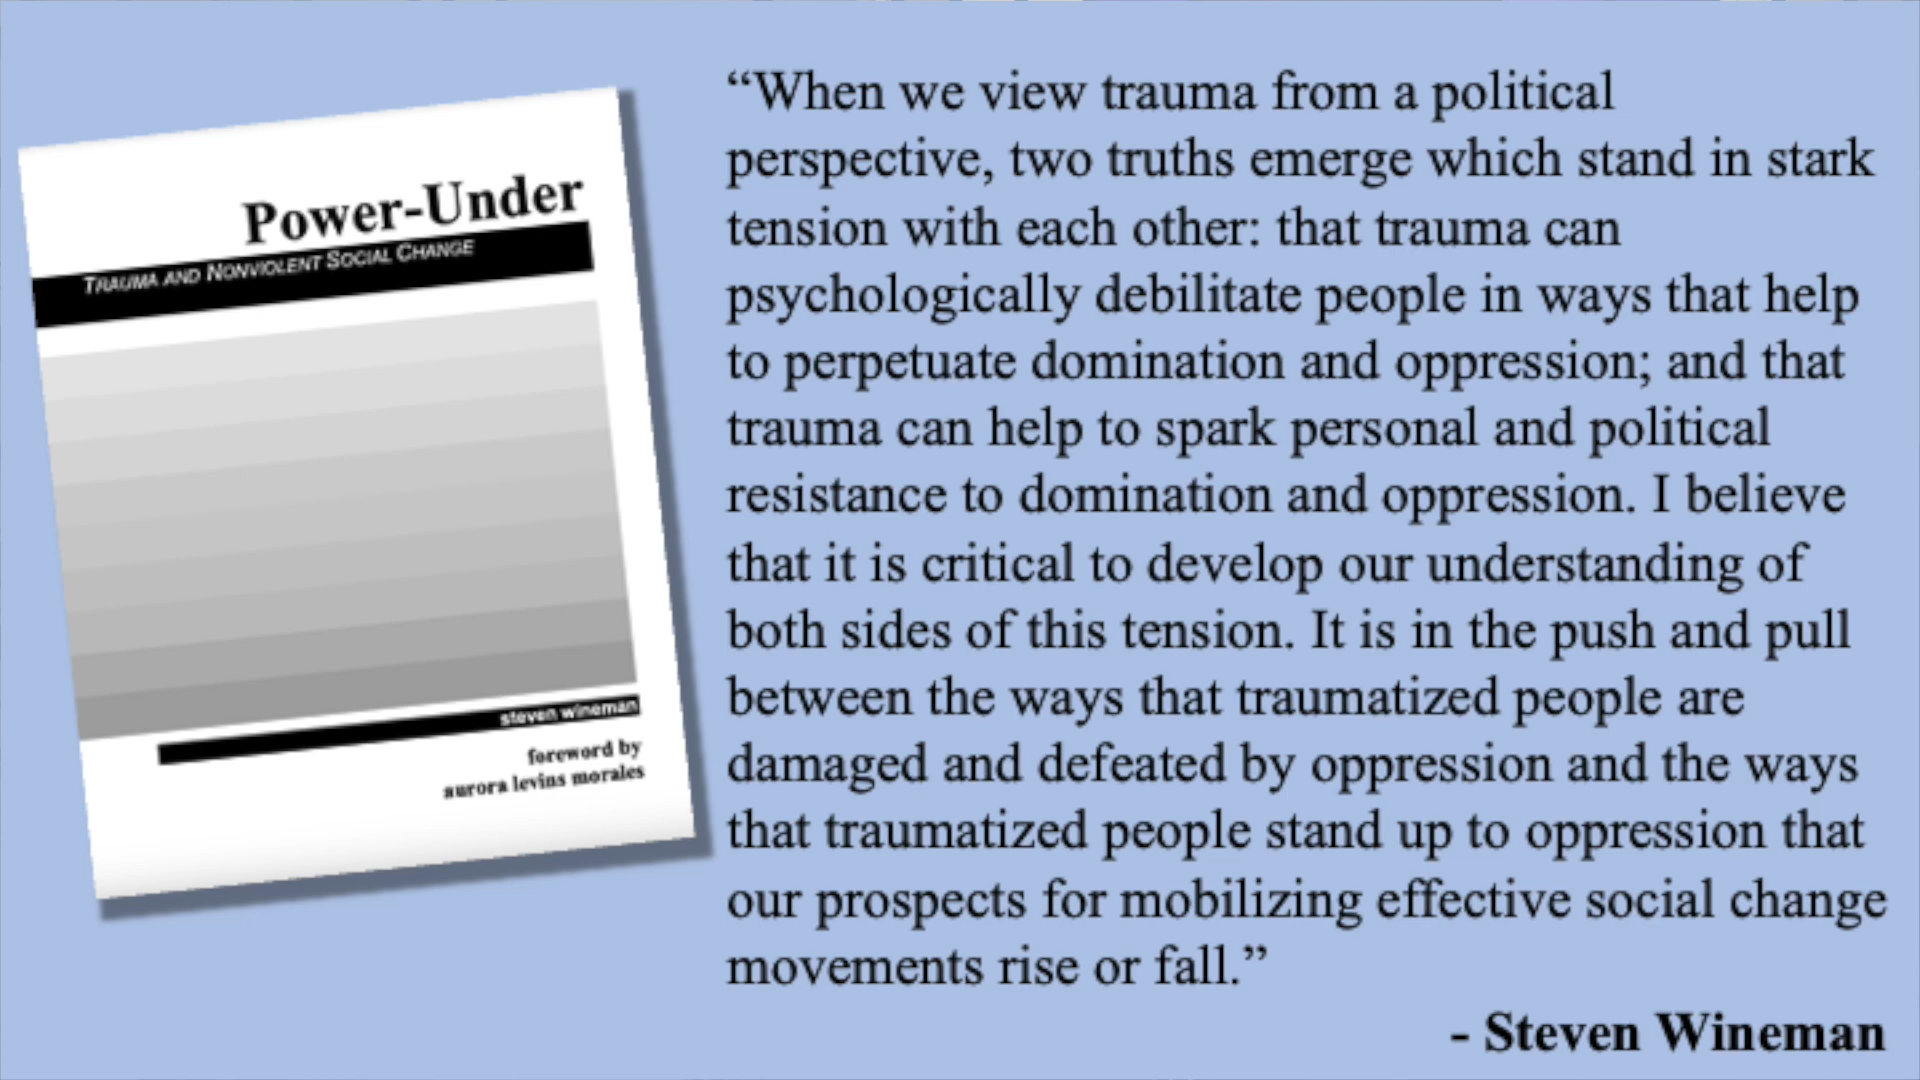 Power-Under
TRAUMA AND NONVIOLENT SOCIAL CHANGE
steven wineman
foreword by
aurora levins morales
“When we view trauma from a political
perspective, two truths emerge which stand in stark
tension with each other: that trauma can
psychologically debilitate people in ways that help
to perpetuate domination and oppression; and that
trauma can help to spark personal and political
resistance to domination and oppression. I believe
that it is critical to develop our understanding of
both sides of this tension. It is in the push and pull
between the ways that traumatized people are
damaged and defeated by oppression and the ways
that traumatized people stand up to oppression that
our prospects for mobilizing effective social change
movements rise or fall.”
- Steven Wineman